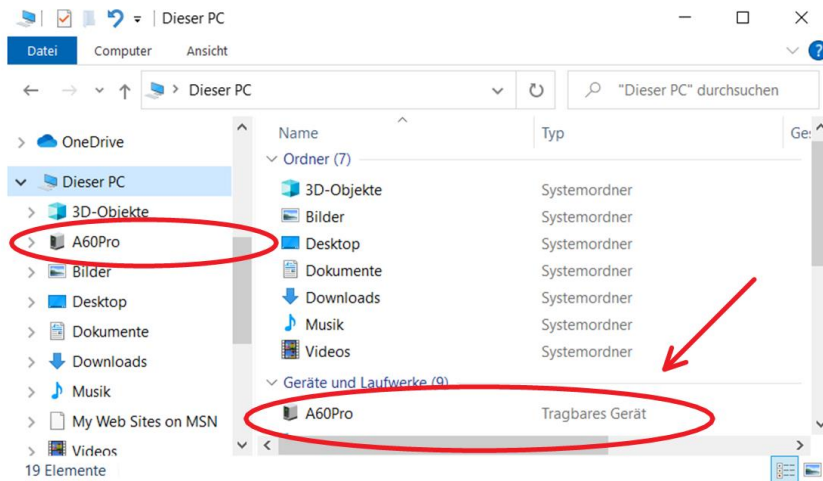 Dieser PC
Datei Computer Ansicht ?
Dieser PC "Dieser PC" durchsuchen
OneDrive
Dieser PC
3D-Objekte
A60Pro
Bilder
Desktop
Dokumente
Downloads
Musik
My Web Sites on MSN
Videos
Name Typ Ge
Ordner (7)
3D-Objekte Systemordner
Bilder Systemordner
Desktop Systemordner
Dokumente Systemordner
Downloads Systemordner
Musik Systemordner
Videos Systemordner
Geräte und Laufwerke (9)
A60Pro Tragbares Gerät
19 Elemente